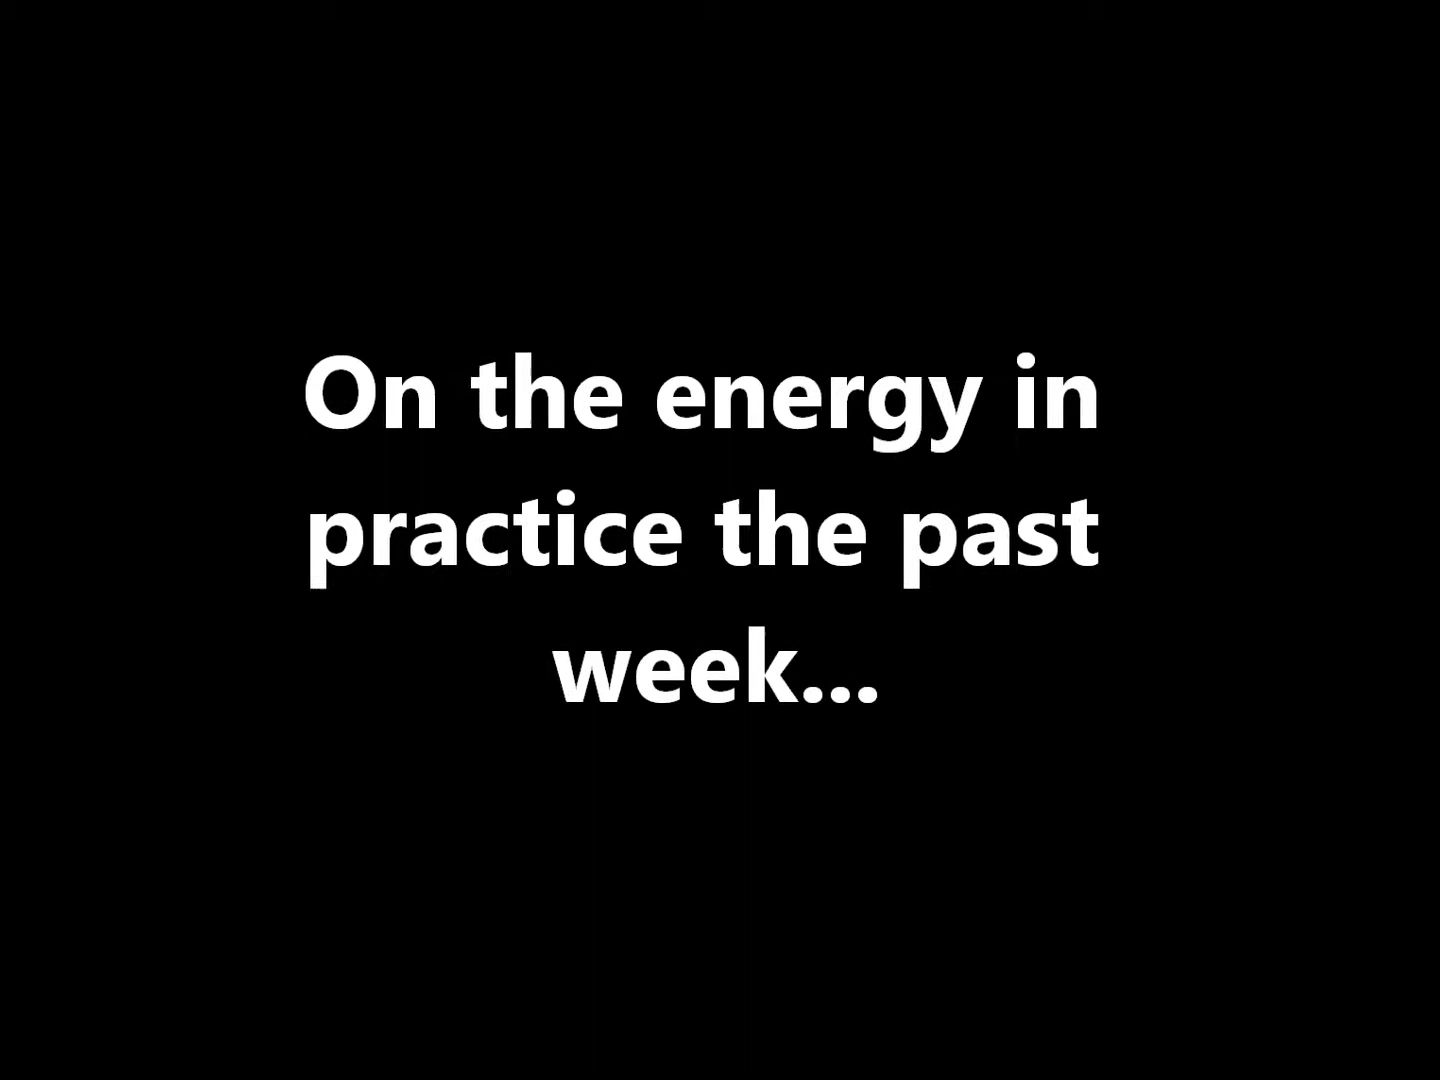 On the energy in
practice the past
week...